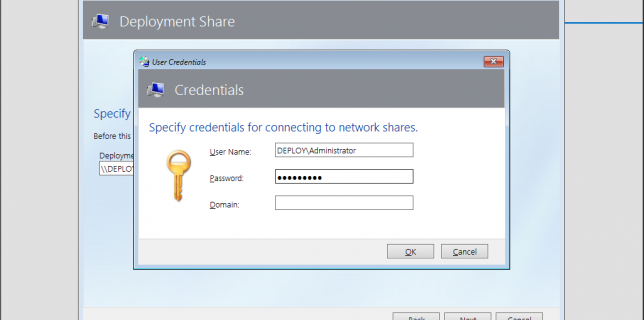 Deployment Share
User Credentials
Credentials
Specify
Specify credentials for connecting to network shares.
Before this
User Name: DEPLOY\Administrator
Deployme
\\DEPLOY
Password: ●●●●●●●●●
Domain:
OK Cancel
Back Next Cancel